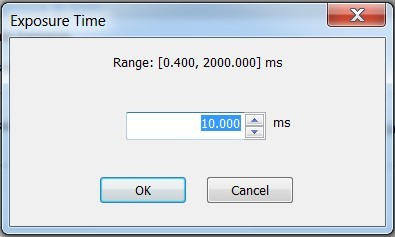 Exposure Time
Range: [0.400, 2000.000] ms
10.000 ms
OK Cancel